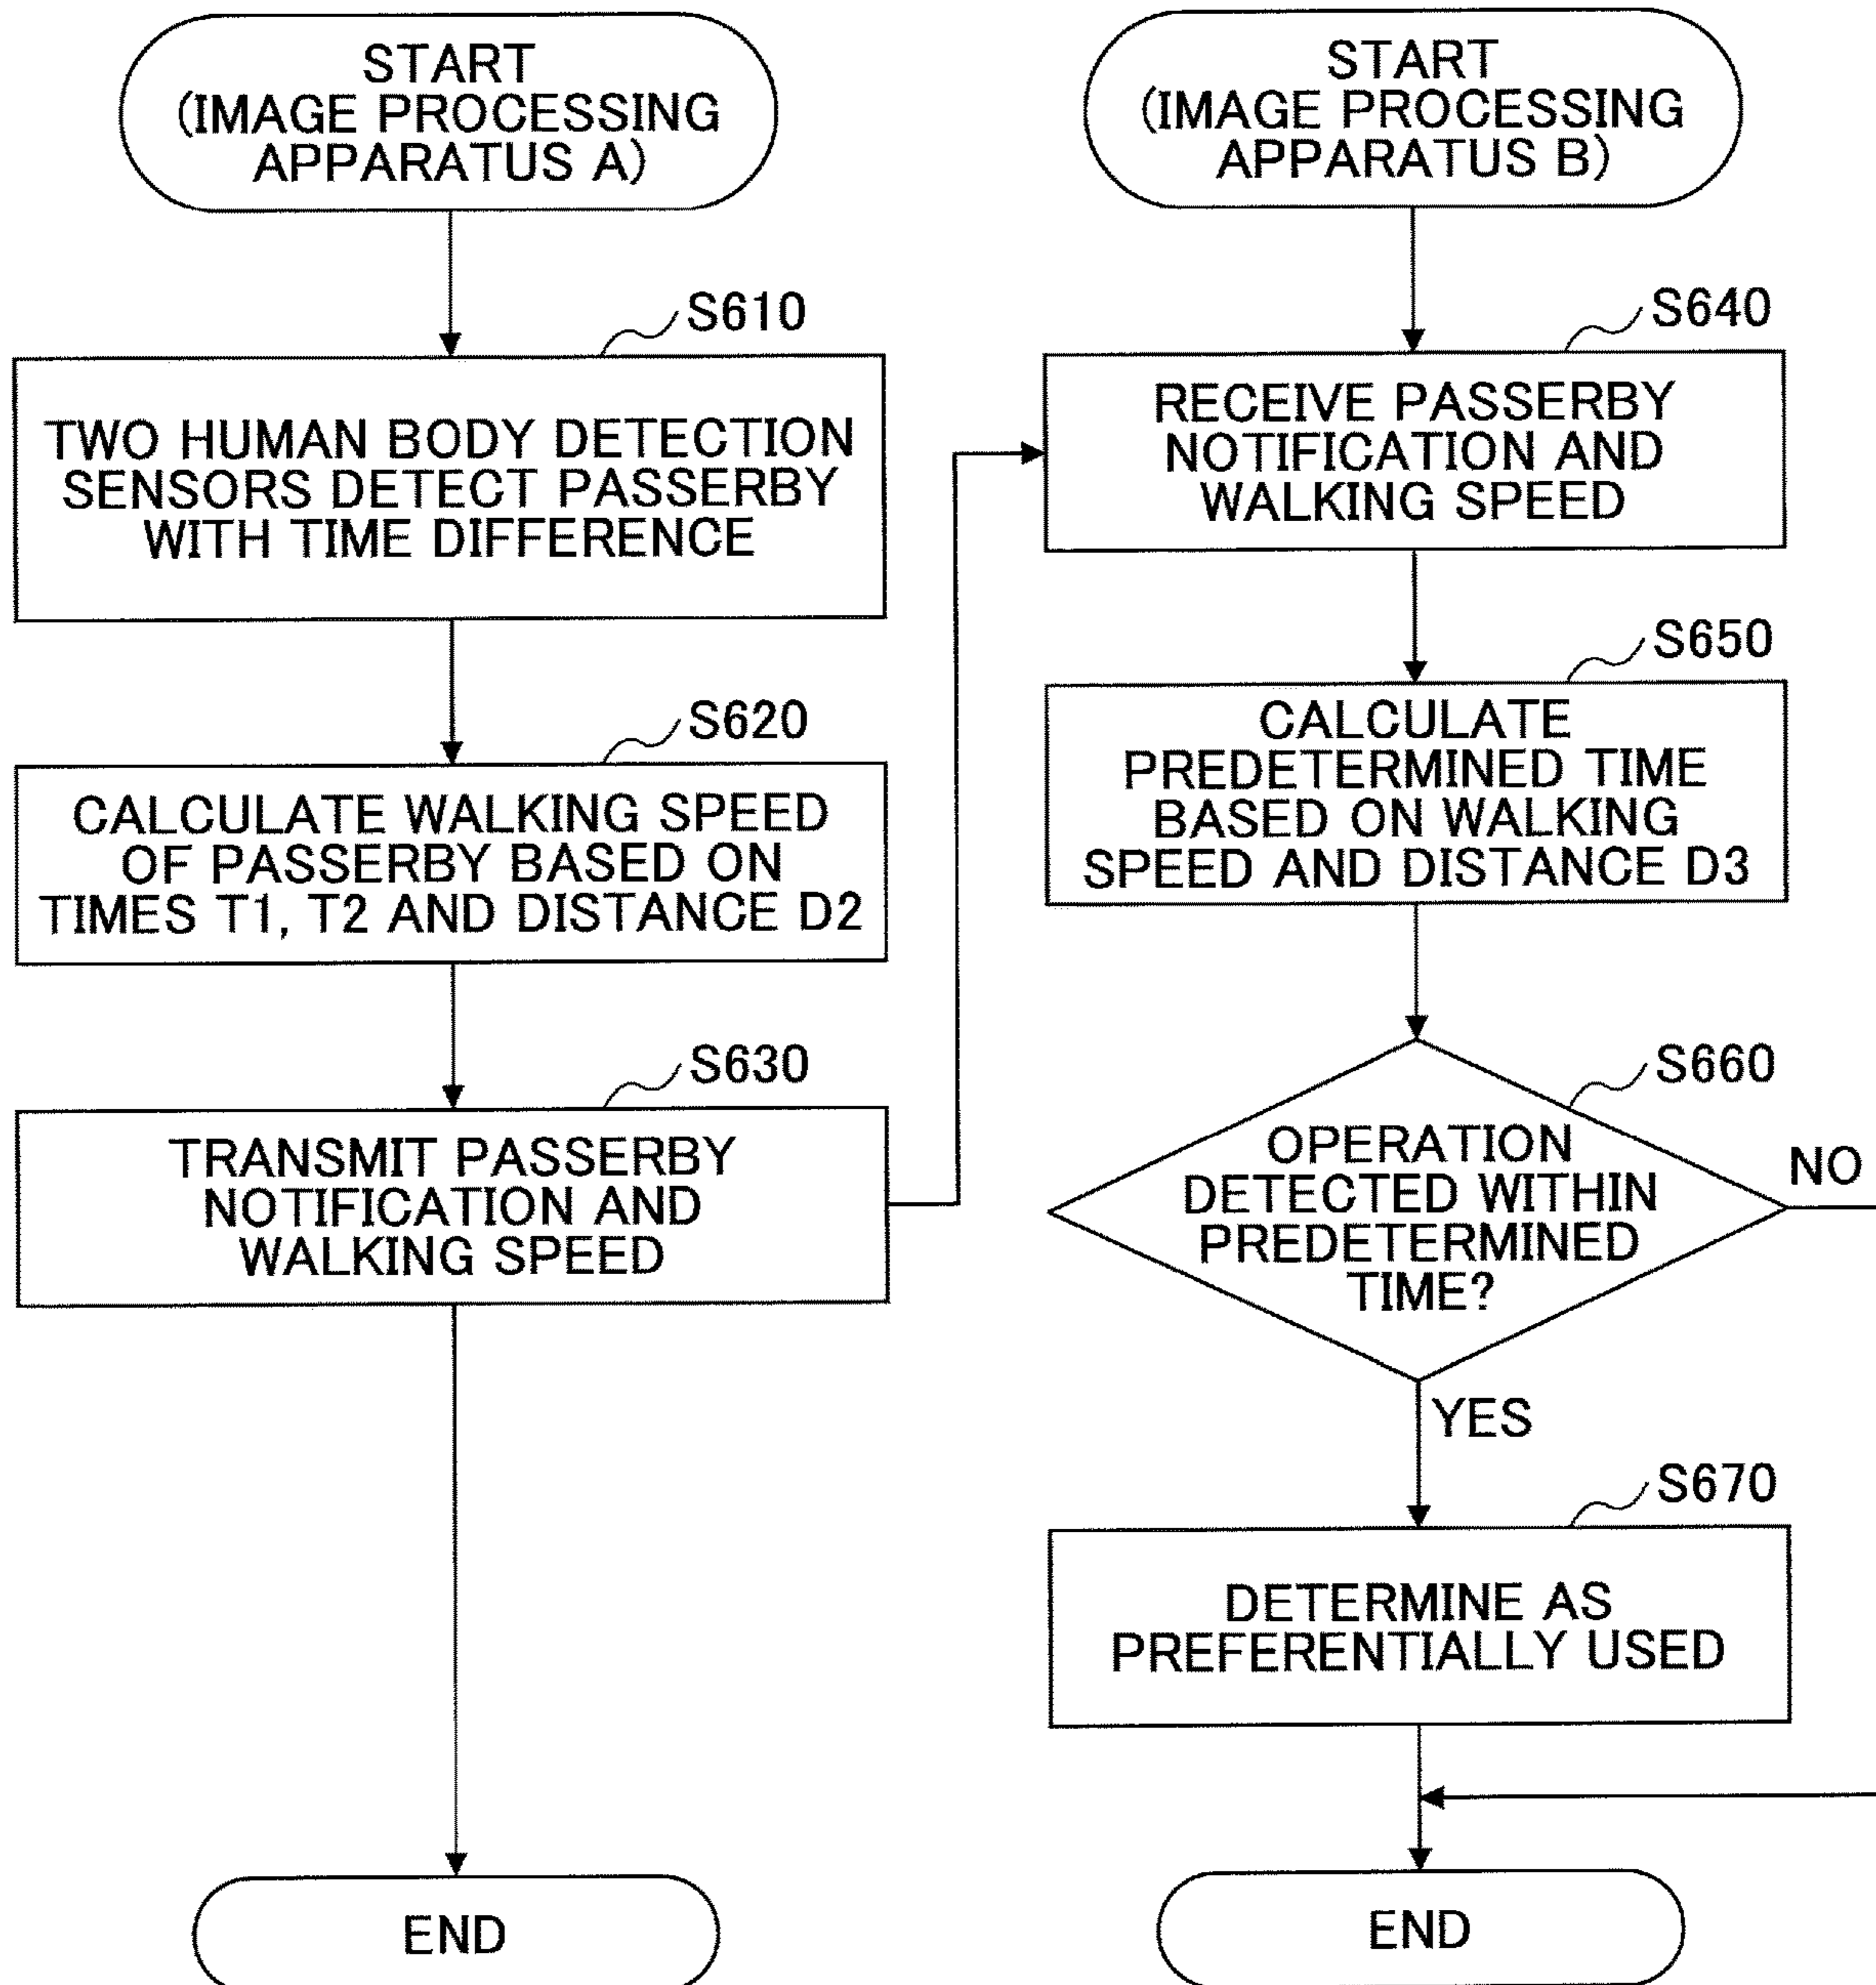 START
(IMAGE PROCESSING
APPARATUS A)
S610
TWO HUMAN BODY DETECTION
SENSORS DETECT PASSERBY
WITH TIME DIFFERENCE
S620
CALCULATE WALKING SPEED
OF PASSERBY BASED ON
TIMES T1, T2 AND DISTANCE D2
S630
TRANSMIT PASSERBY
NOTIFICATION AND
WALKING SPEED
END
START
(IMAGE PROCESSING
APPARATUS B)
S640
RECEIVE PASSERBY
NOTIFICATION AND
WALKING SPEED
S650
CALCULATE
PREDETERMINED TIME
BASED ON WALKING
SPEED AND DISTANCE D3
S660
OPERATION
DETECTED WITHIN
PREDETERMINED
TIME?
NO
YES
S670
DETERMINE AS
PREFERENTIALLY USED
END